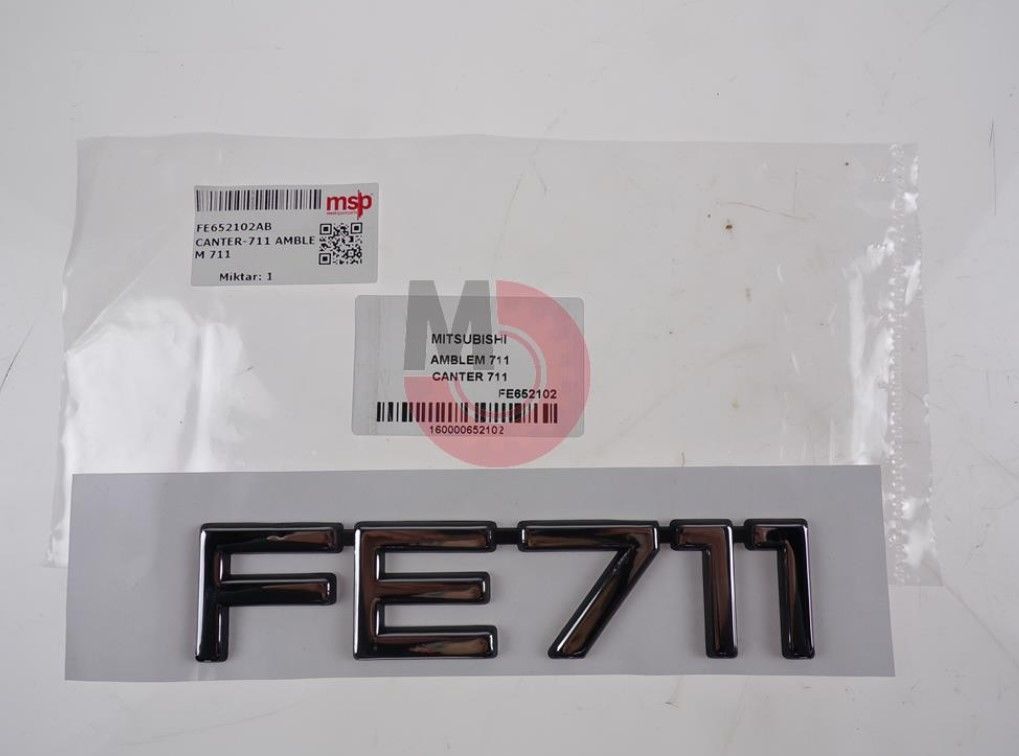 msp
FE652102AB
CANTER-711 AMBLE
M 711
Miktar: 1
M
MITSUBISHI
AMBLEM 711
CANTER 711
FE652102
160000652102
FE711